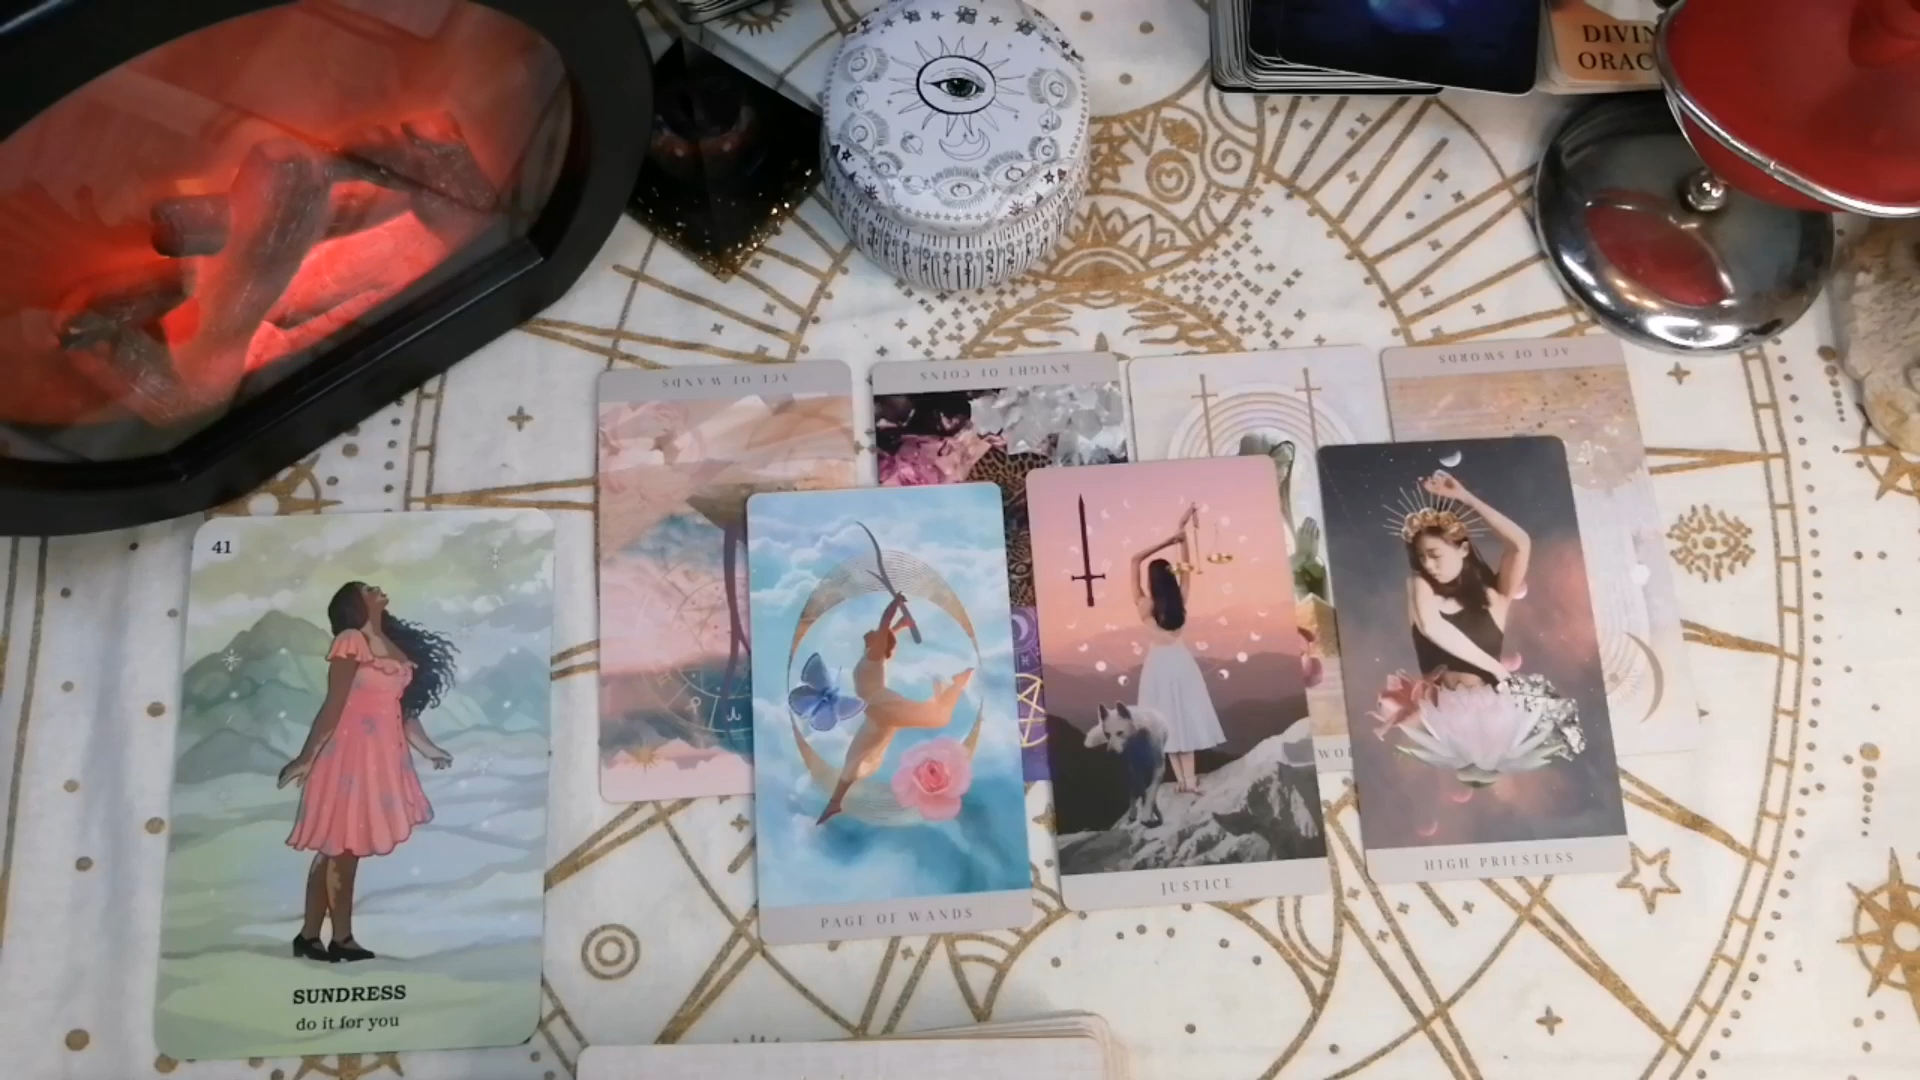 DIVIN
ORAC
ACE OF WANDS
KNIGHT OF COINS
ACE OF SWORDS
41
WO
HIGH PRIESTESS
JUSTICE
PAGE OF WANDS
SUNDRESS
do it for you